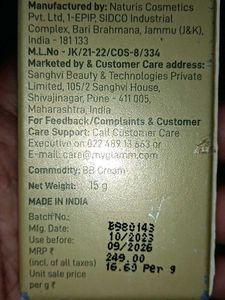 Manufactured by: Naturis Cosmetics
Pvt. Ltd, 1-EPIP, SIDCO Industrial
Complex, Bari Brahmana, Jammu (J&K),
India - 181 133
M.L.No - JK/21-22/COS-8/334
Marketed by & Customer Care address:
Sanghvi Beauty & Technologies Private
Limited, 105/2 Sanghvi House,
Shivajinagar, Pune - 411 005,
Maharashtra, India
For Feedback/Complaints & Customer
Care Support: Call Customer Care
Executive on 022 489 13 663 or
E-mail: care@myglamm.com
Commodity: BB Cream
Net Weight: 15 g
MADE IN INDIA
Batch No.: B980143
Mfg. Date: 10/2023
Use before: 09/2026
MRP ₹ 249.00
(incl. of all taxes)
Unit sale price 16.60 Per g
per g ₹